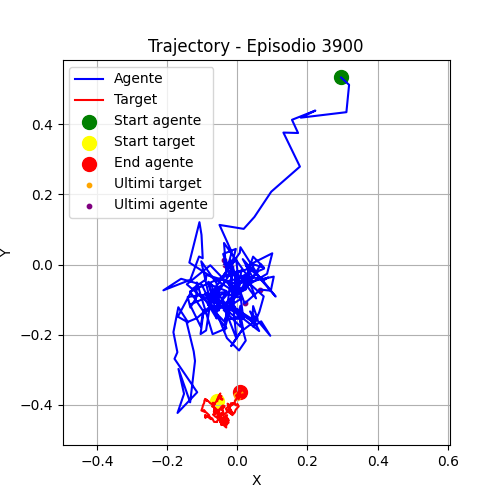 Trajectory - Episodio 3900
Agente
Target
Start agente
Start target
End agente
Ultimi target
Ultimi agente
0.4
0.2
0.0
−0.2
−0.4
Y
−0.4 −0.2 0.0 0.2 0.4 0.6
X